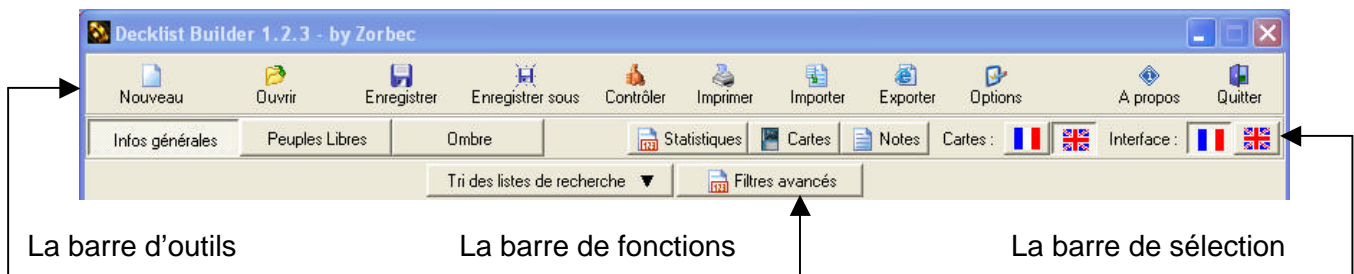 Decklist Builder 1.2.3 - by Zorbec
Nouveau Ouvrir Enregistrer Enregistrer sous Contrôler Imprimer Importer Exporter Options A propos Quitter
Infos générales Peuples Libres Ombre Statistiques Cartes Notes Cartes : Interface :
Tri des listes de recherche ▼ Filtres avancés
La barre d’outils La barre de fonctions La barre de sélection